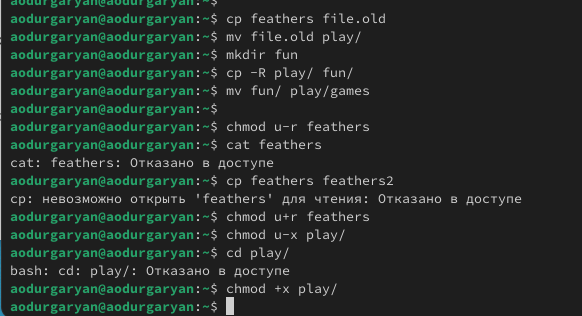 aodurgaryan@aodurgaryan:~$
aodurgaryan@aodurgaryan:~$ cp feathers file.old
aodurgaryan@aodurgaryan:~$ mv file.old play/
aodurgaryan@aodurgaryan:~$ mkdir fun
aodurgaryan@aodurgaryan:~$ cp -R play/ fun/
aodurgaryan@aodurgaryan:~$ mv fun/ play/games
aodurgaryan@aodurgaryan:~$
aodurgaryan@aodurgaryan:~$ chmod u-r feathers
aodurgaryan@aodurgaryan:~$ cat feathers
cat: feathers: Отказано в доступе
aodurgaryan@aodurgaryan:~$ cp feathers feathers2
cp: невозможно открыть 'feathers' для чтения: Отказано в доступе
aodurgaryan@aodurgaryan:~$ chmod u+r feathers
aodurgaryan@aodurgaryan:~$ chmod u-x play/
aodurgaryan@aodurgaryan:~$ cd play/
bash: cd: play/: Отказано в доступе
aodurgaryan@aodurgaryan:~$ chmod +x play/
aodurgaryan@aodurgaryan:~$